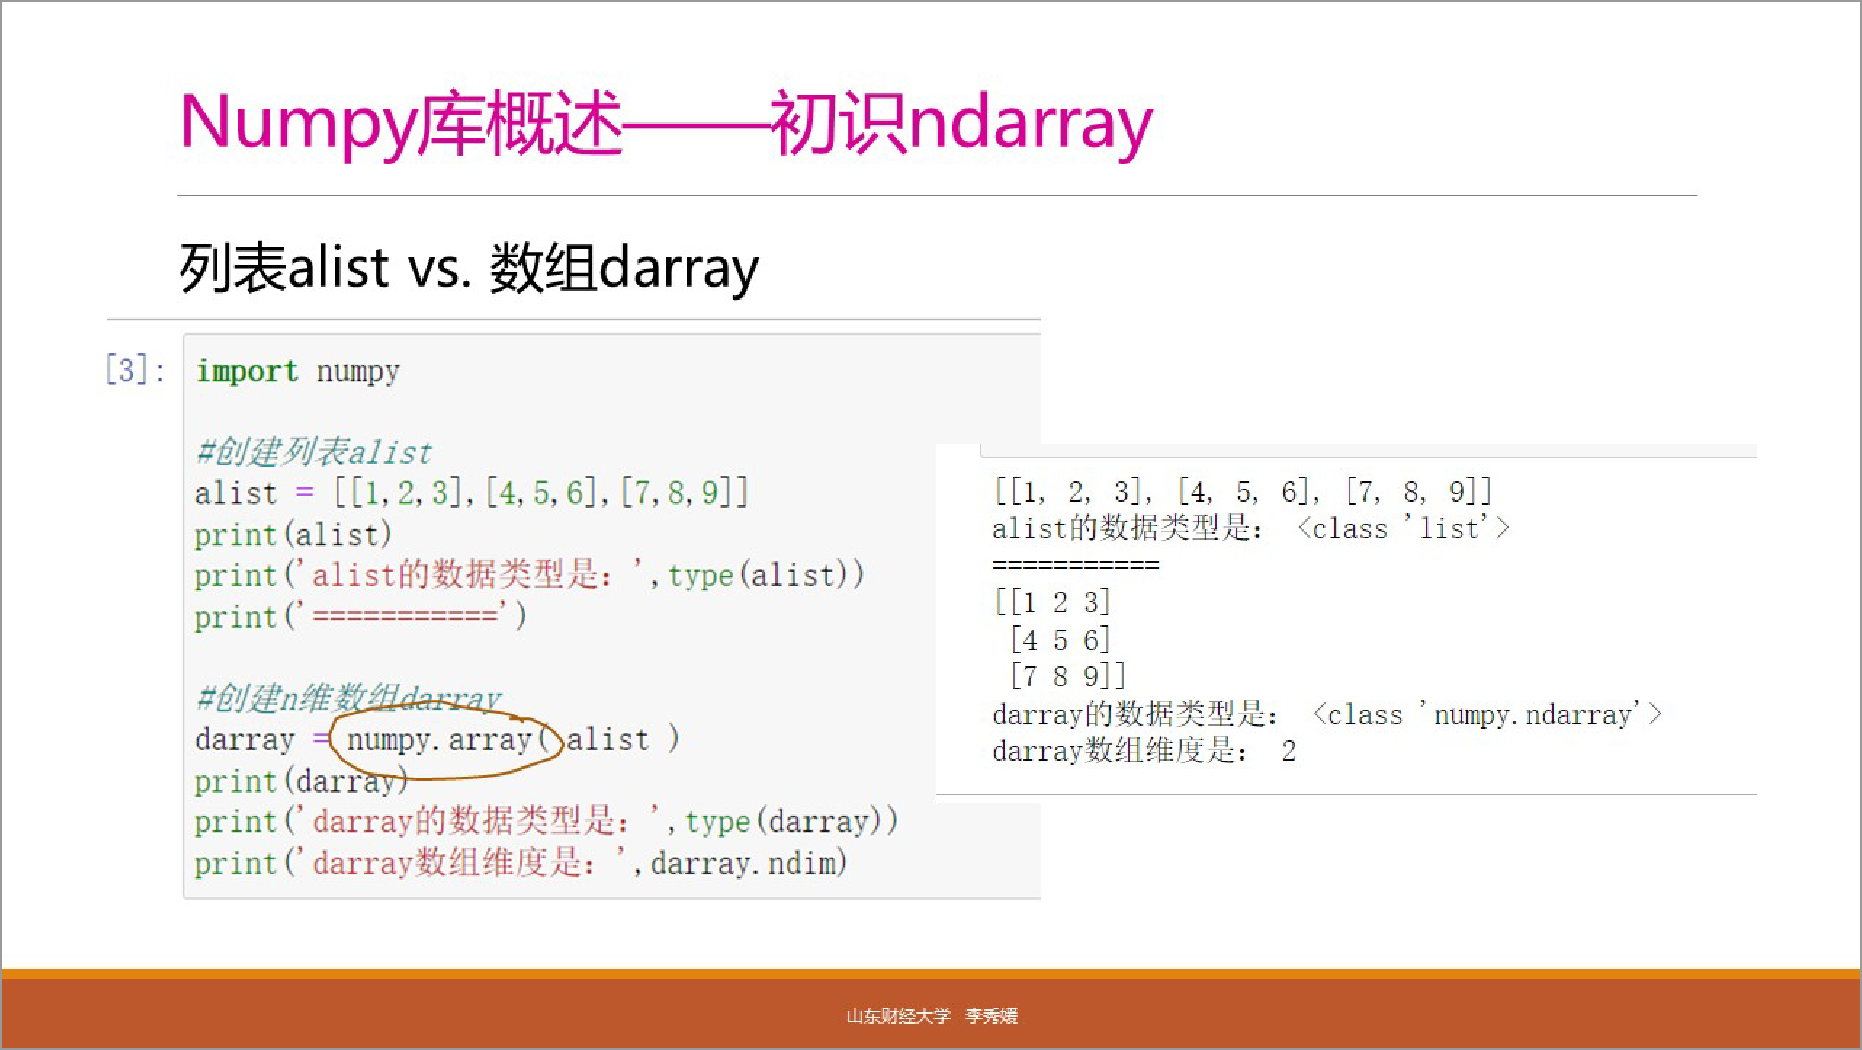 Numpy库概述——初识ndarray
列表alist vs. 数组darray
[3]:
import numpy
#创建列表alist
alist = [[1,2,3],[4,5,6],[7,8,9]]
print(alist)
print('alist的数据类型是：',type(alist))
print('===========')
#创建n维数组darray
darray = numpy.array( alist )
print(darray)
print('darray的数据类型是：',type(darray))
print('darray数组维度是：',darray.ndim)
[[1, 2, 3], [4, 5, 6], [7, 8, 9]]
alist的数据类型是： <class 'list'>
===========
[[1 2 3]
 [4 5 6]
 [7 8 9]]
darray的数据类型是： <class 'numpy.ndarray'>
darray数组维度是： 2
山东财经大学 李秀媛